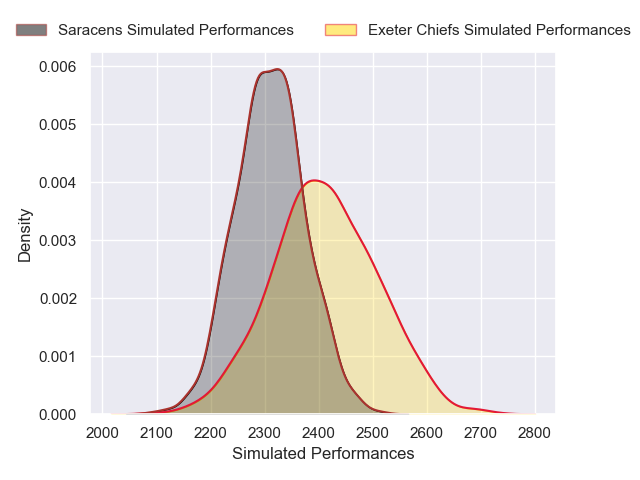 Saracens Simulated Performances Exeter Chiefs Simulated Performances
0.006
0.005
0.004
0.003
0.002
0.001
0.000
Density
2000 2100 2200 2300 2400 2500 2600 2700 2800
Simulated Performances